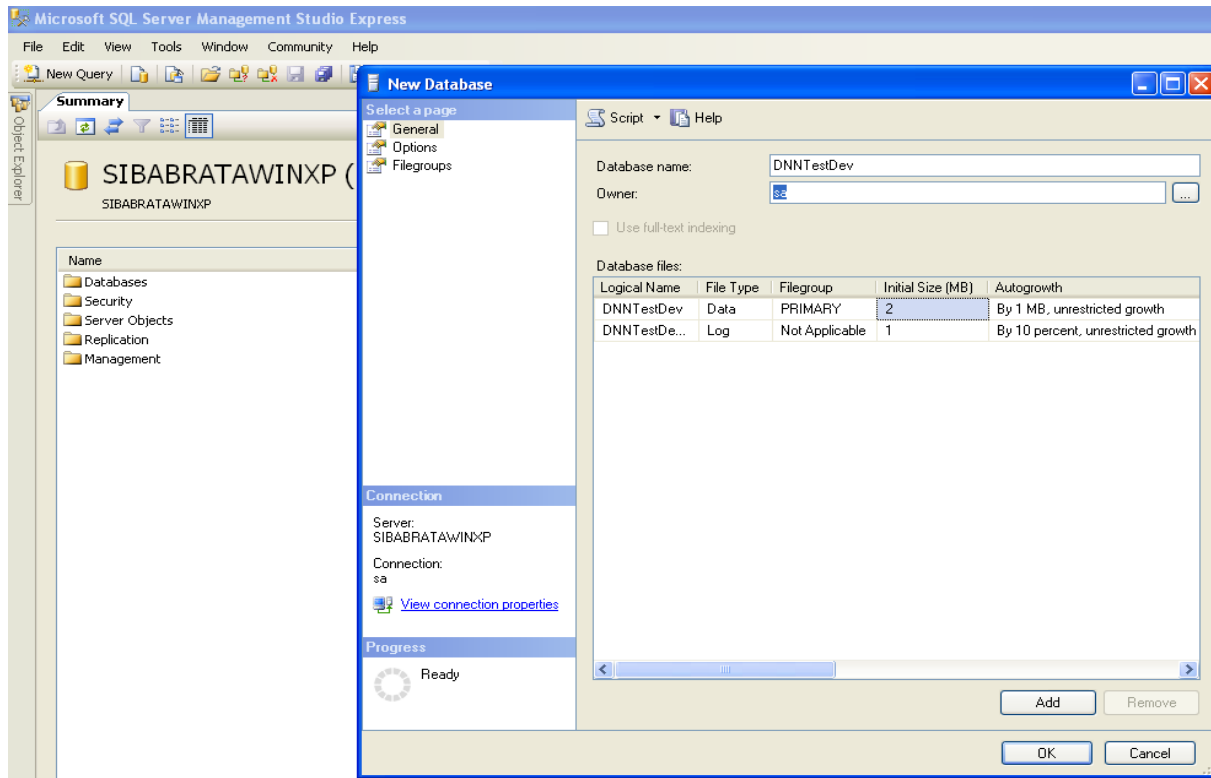 Microsoft SQL Server Management Studio Express
File Edit View Tools Window Community Help
New Query
Object Explorer
Summary
SIBABRATAWINXP (
SIBABRATAWINXP
Name
Databases
Security
Server Objects
Replication
Management
New Database
Select a page
General
Options
Filegroups
Script Help
Database name: DNNTestDev
Owner: sa ...
Use full-text indexing
Database files:
Logical Name File Type Filegroup Initial Size (MB) Autogrowth
DNNTestDev Data PRIMARY 2 By 1 MB, unrestricted growth
DNNTestDe... Log Not Applicable 1 By 10 percent, unrestricted growth
Connection
Server:
SIBABRATAWINXP
Connection:
sa
View connection properties
Progress
Ready
Add Remove
OK Cancel